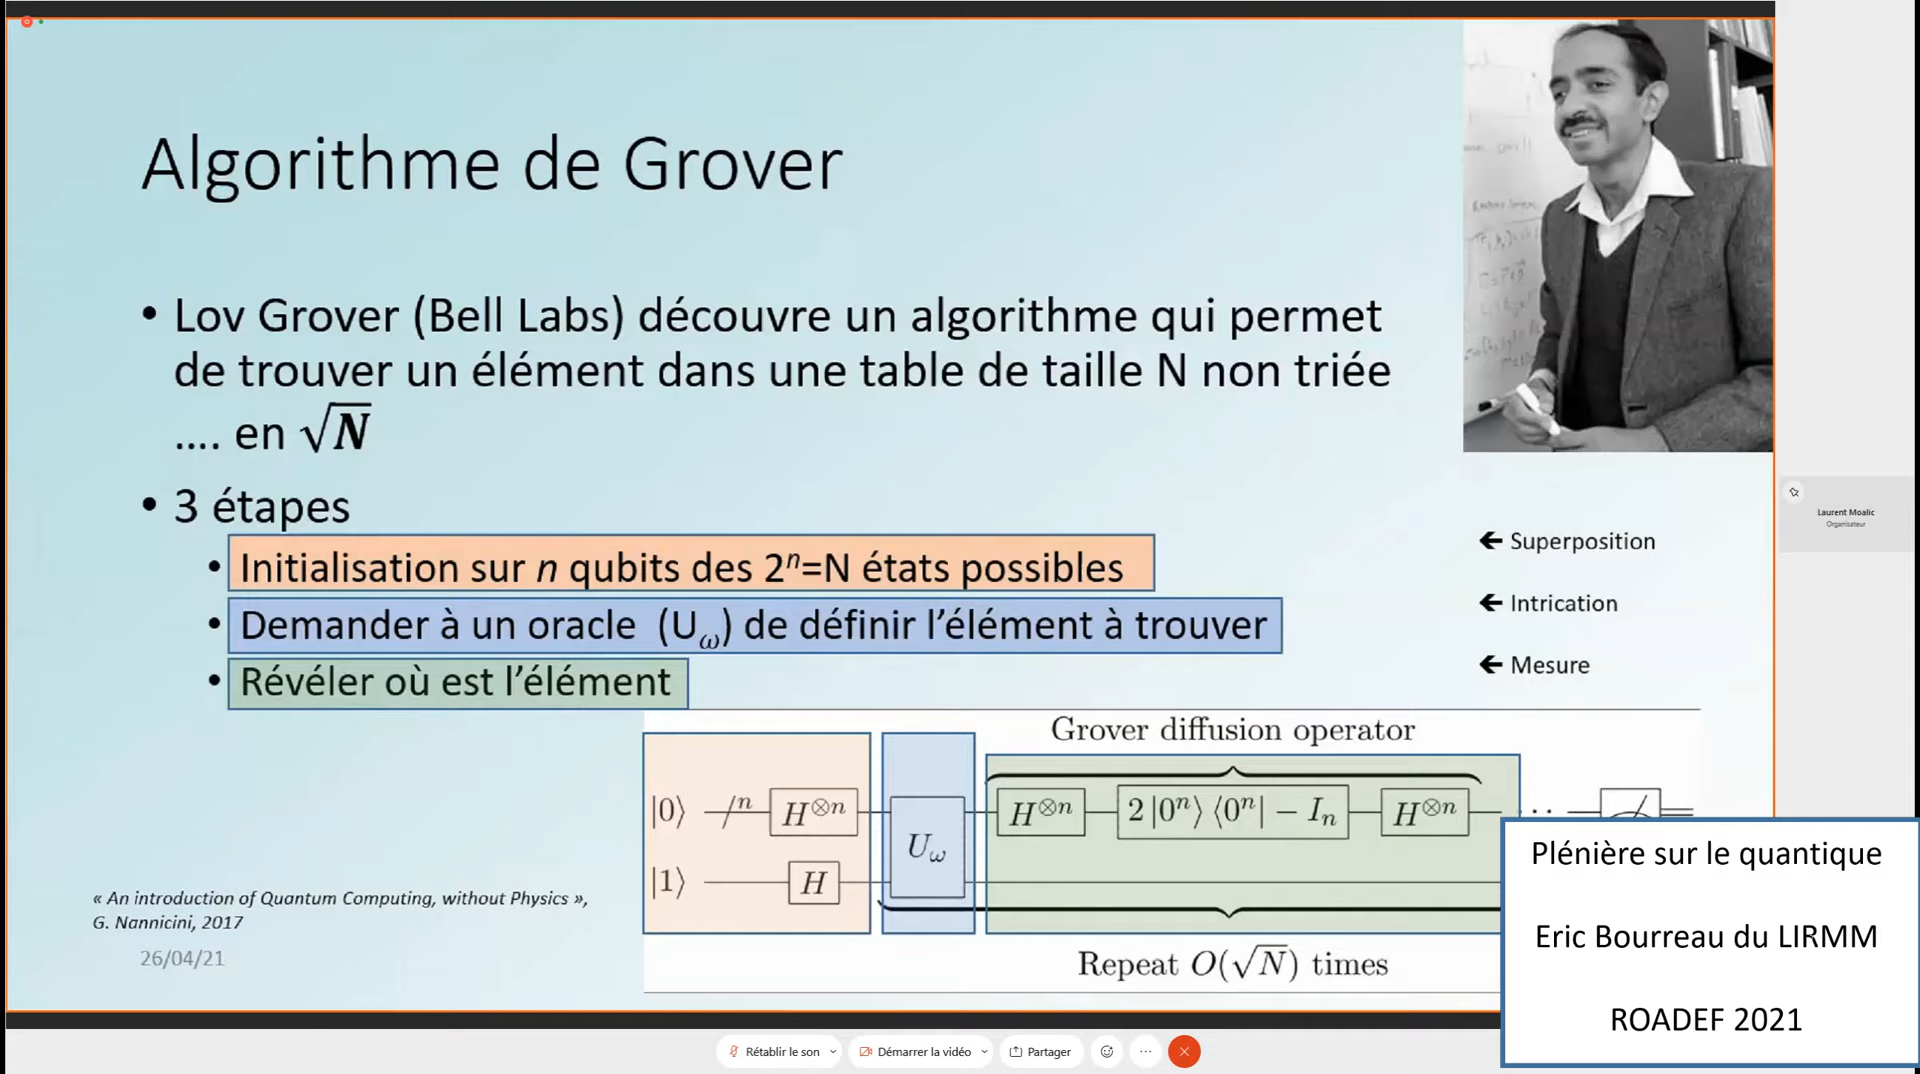 Algorithme de Grover
• Lov Grover (Bell Labs) découvre un algorithme qui permet
de trouver un élément dans une table de taille N non triée
.... en √N
• 3 étapes
• Initialisation sur n qubits des 2ⁿ=N états possibles
• Demander à un oracle (U_ω) de définir l'élément à trouver
• Révéler où est l'élément
← Superposition
← Intrication
← Mesure
Laurent Moalic
Organisateur
Grover diffusion operator
|0⟩ /ⁿ H⊗ⁿ U_ω H⊗ⁿ 2|0ⁿ⟩⟨0ⁿ| − Iₙ H⊗ⁿ ...
|1⟩ H
Repeat O(√N) times
« An introduction of Quantum Computing, without Physics »,
G. Nannicini, 2017
26/04/21
Plénière sur le quantique
Eric Bourreau du LIRMM
ROADEF 2021
Rétablir le son
Démarrer la vidéo
Partager